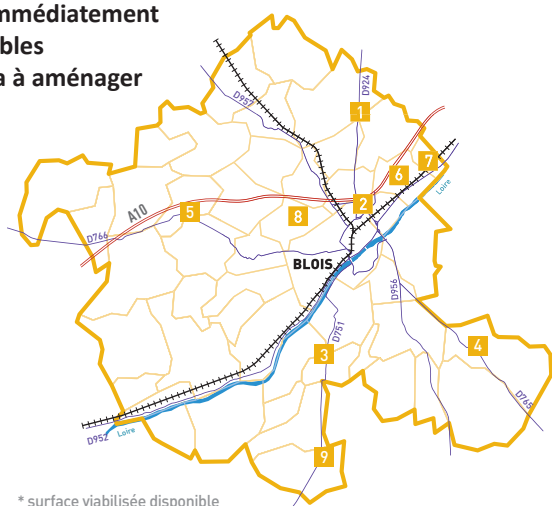 mmédiatement
bles
a à aménager
D957
D924
1
7
6
Loire
A10
5
8
2
D766
BLOIS
D956
D751
3
4
D765
D952
Loire
9
* surface viabilisée disponible